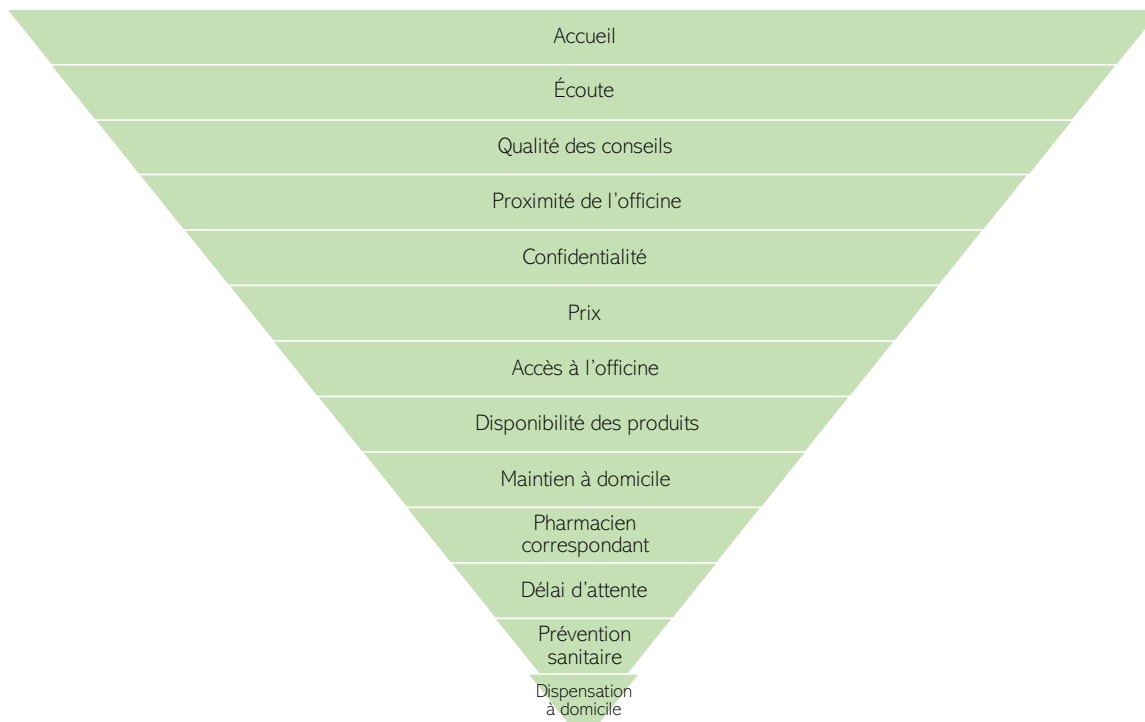 Accueil
Écoute
Qualité des conseils
Proximité de l’officine
Confidentialité
Prix
Accès à l’officine
Disponibilité des produits
Maintien à domicile
Pharmacien
correspondant
Délai d’attente
Prévention
sanitaire
Dispensation
à domicile